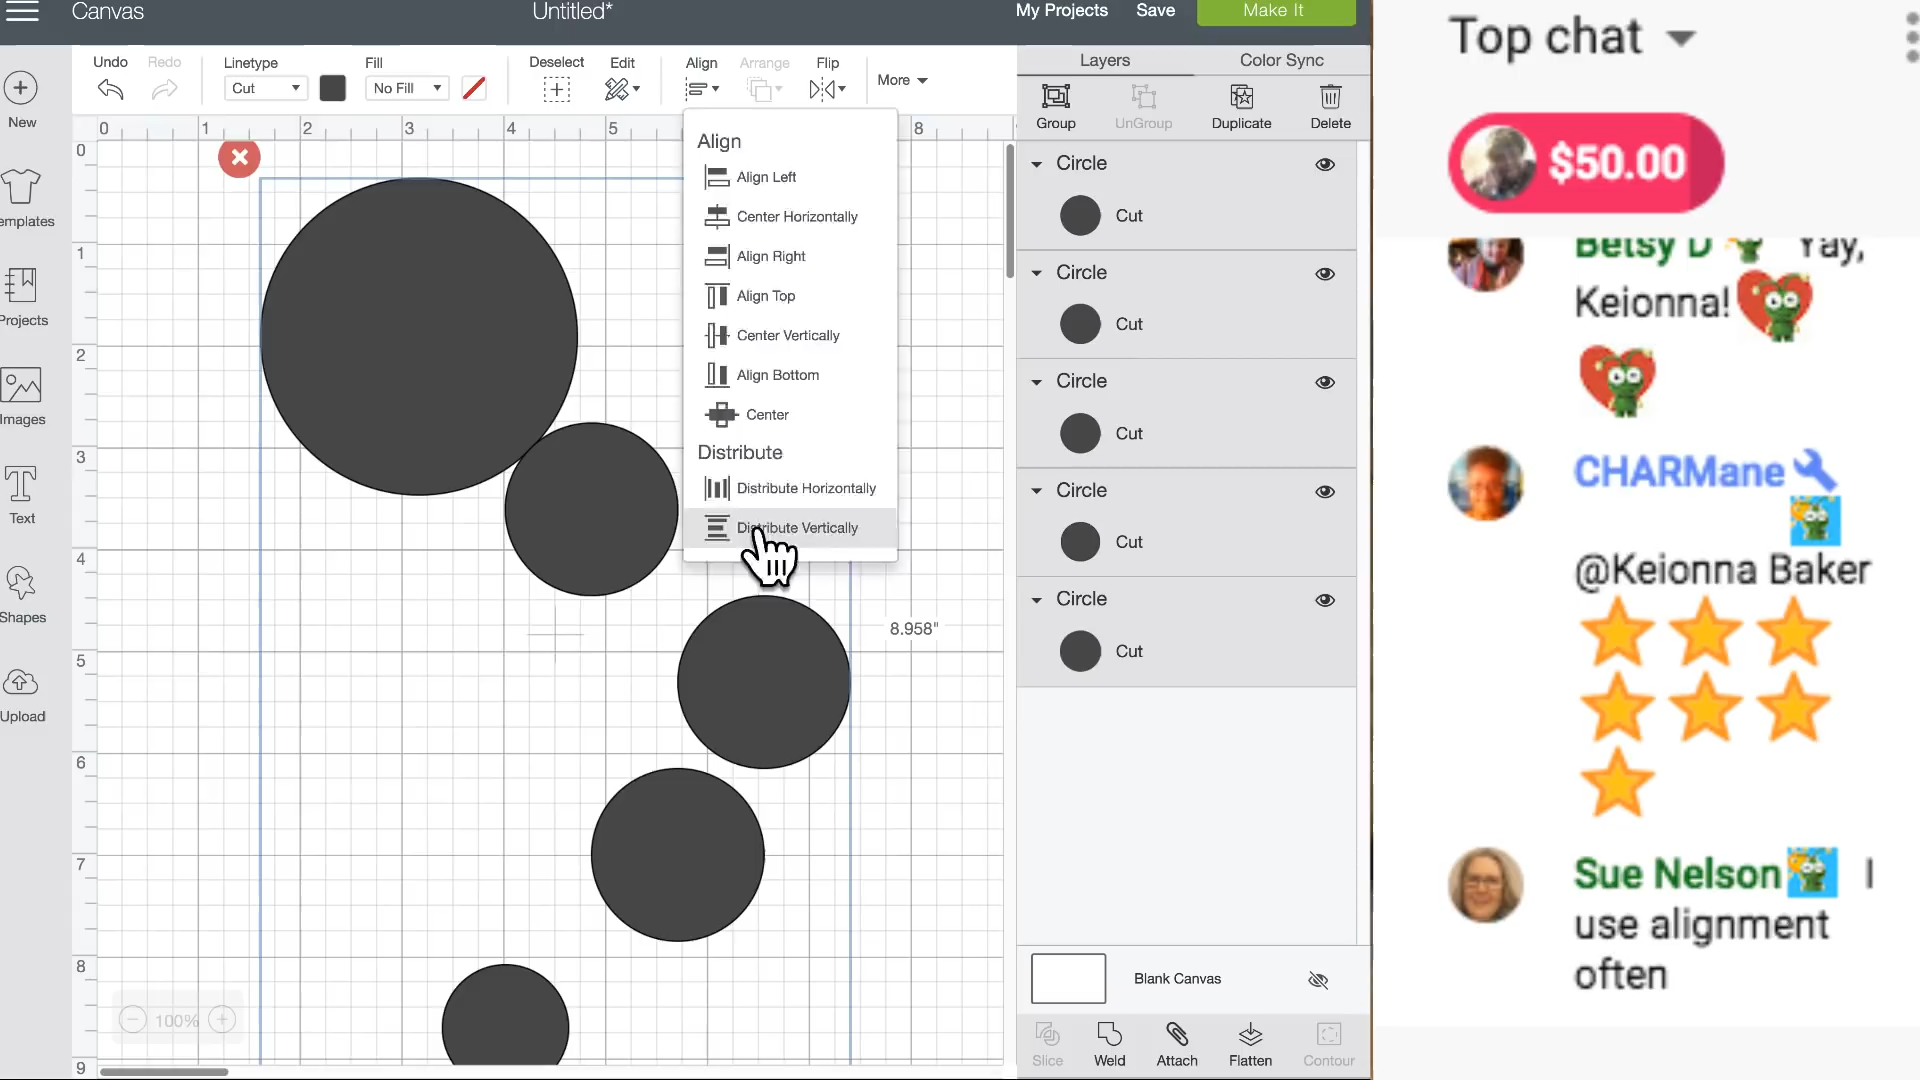 Canvas
Untitled*
My Projects
Save
Make It
Undo
Redo
Linetype
Cut
Fill
No Fill
Deselect
Edit
Align
Arrange
Flip
More
New
emplates
Projects
Images
Text
Shapes
Upload
0 1 2 3 4 5 8
0
1
2
3
4
5
6
7
8
9
Align
Align Left
Center Horizontally
Align Right
Align Top
Center Vertically
Align Bottom
Center
Distribute
Distribute Horizontally
Distribute Vertically
8.958"
100%
Layers
Color Sync
Group
UnGroup
Duplicate
Delete
Circle
Cut
Circle
Cut
Circle
Cut
Circle
Cut
Circle
Cut
Blank Canvas
Slice
Weld
Attach
Flatten
Contour
Top chat
$50.00
Betsy D Yay,
Keionna!
CHARMane
@Keionna Baker
Sue Nelson I
use alignment
often